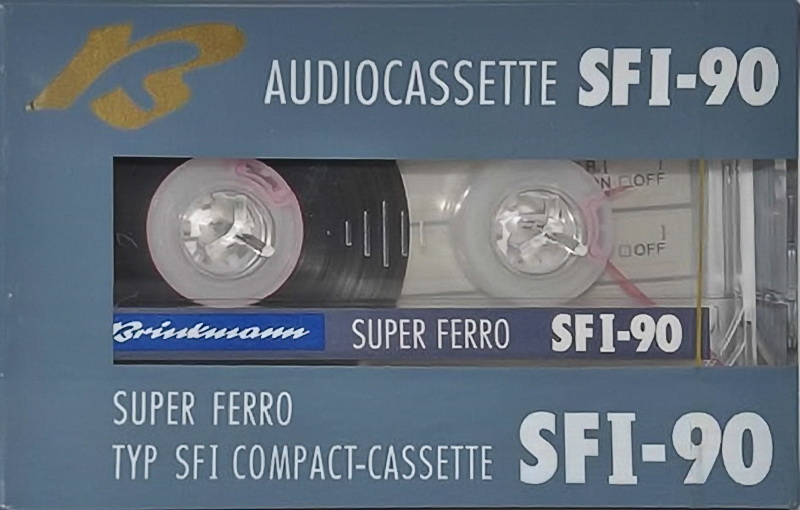 B
AUDIOCASSETTE SFI-90
OFF
OFF
Brinkmann SUPER FERRO SFI-90
SUPER FERRO
TYP SFI COMPACT-CASSETTE SFI-90